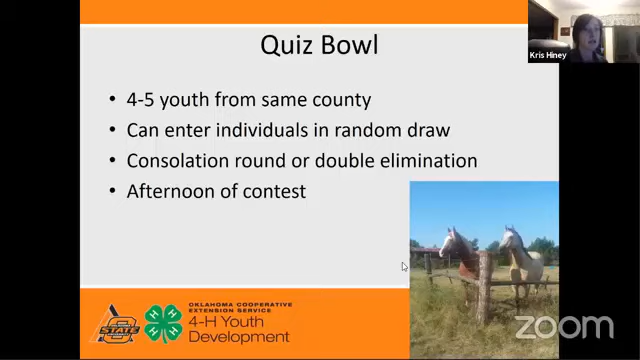 Quiz Bowl
Kris Hiney
• 4-5 youth from same county
• Can enter individuals in random draw
• Consolation round or double elimination
• Afternoon of contest
STATE
H H
H H
OKLAHOMA COOPERATIVE
EXTENSION SERVICE
4-H Youth
Development
zoom